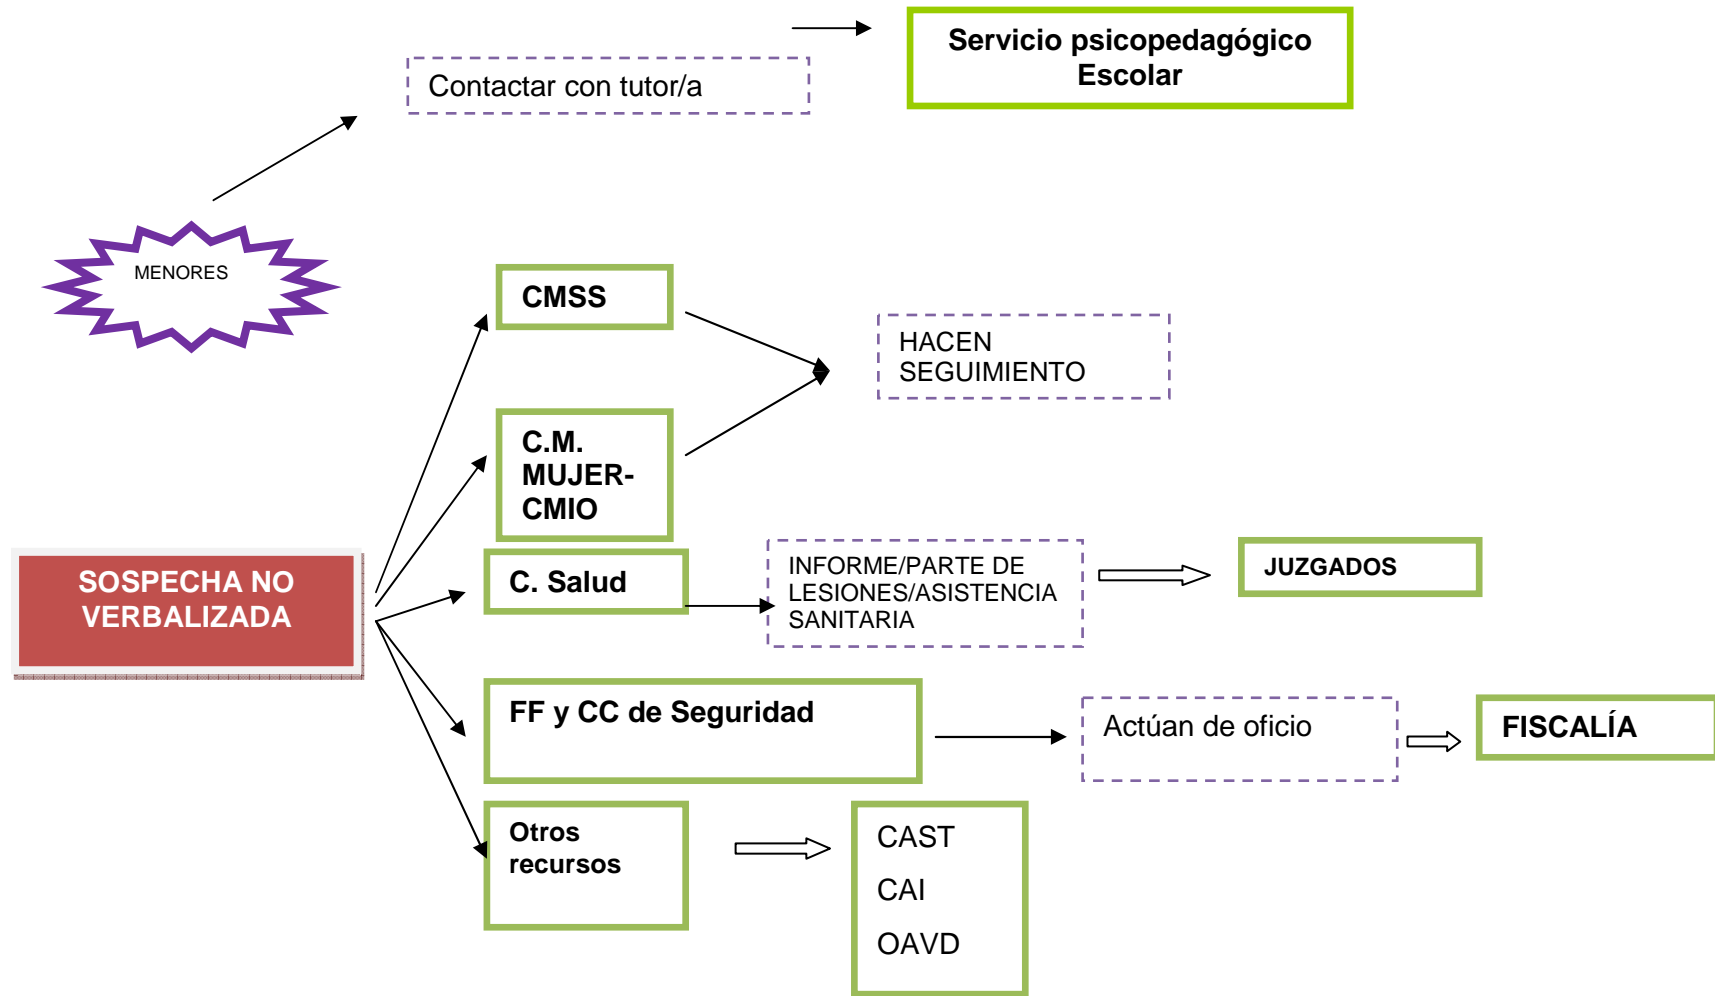 Servicio psicopedagógico
Escolar
Contactar con tutor/a
MENORES
CMSS
HACEN
SEGUIMIENTO
C.M.
MUJER-
CMIO
SOSPECHA NO
VERBALIZADA
C. Salud
INFORME/PARTE DE
LESIONES/ASISTENCIA
SANITARIA
JUZGADOS
FF y CC de Seguridad
Actúan de oficio
FISCALÍA
Otros
recursos
CAST
CAI
OAVD